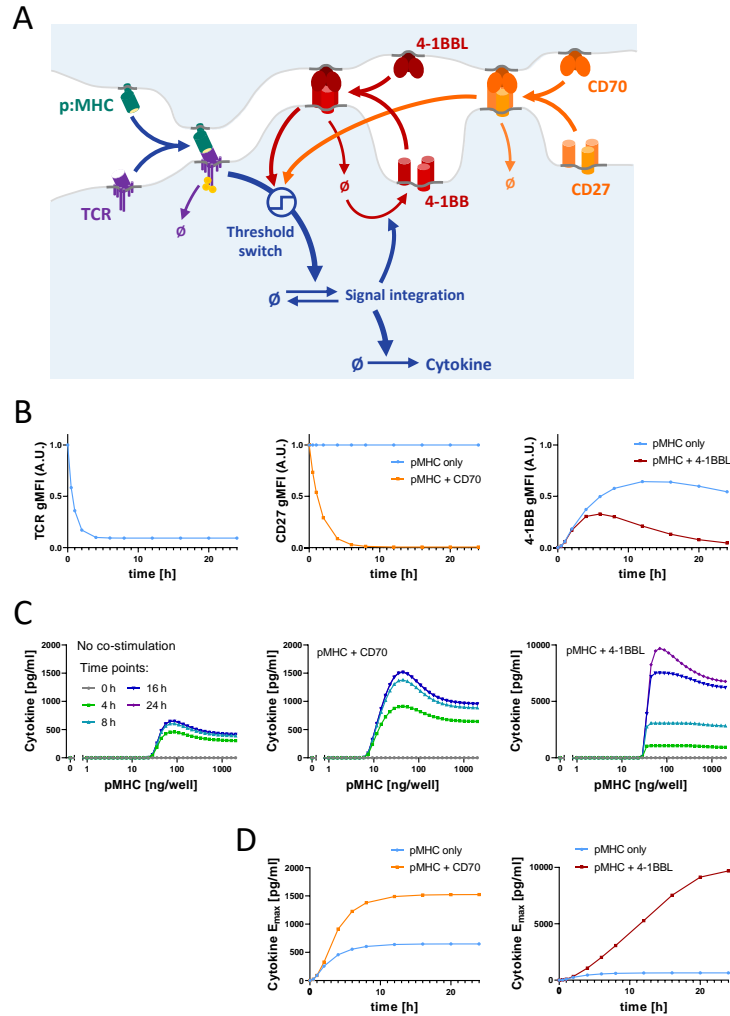 A
4-1BBL
CD70
p:MHC
TCR
Ø
Ø
4-1BB
Ø
CD27
Threshold
switch
Ø
Signal integration
Ø
Cytokine
B
TCR gMFI (A.U.)
1.0
0.5
0.0
0
10
20
time [h]
CD27 gMFI (A.U.)
1.0
0.5
0.0
0
10
20
time [h]
pMHC only
pMHC + CD70
4-1BB gMFI (A.U.)
1.0
0.5
0.0
0
10
20
time [h]
pMHC only
pMHC + 4-1BBL
C
No co-stimulation
Time points:
0 h
4 h
8 h
16 h
24 h
Cytokine [pg/ml]
2000
1500
1000
500
0
0
1
10
100
1000
pMHC [ng/well]
pMHC + CD70
Cytokine [pg/ml]
2000
1500
1000
500
0
0
1
10
100
1000
pMHC [ng/well]
pMHC + 4-1BBL
Cytokine [pg/ml]
10000
5000
0
0
1
10
100
1000
pMHC [ng/well]
D
pMHC only
pMHC + CD70
Cytokine Emax [pg/ml]
2000
1500
1000
500
0
0
10
20
time [h]
pMHC only
pMHC + 4-1BBL
Cytokine Emax [pg/ml]
10000
5000
0
0
10
20
time [h]